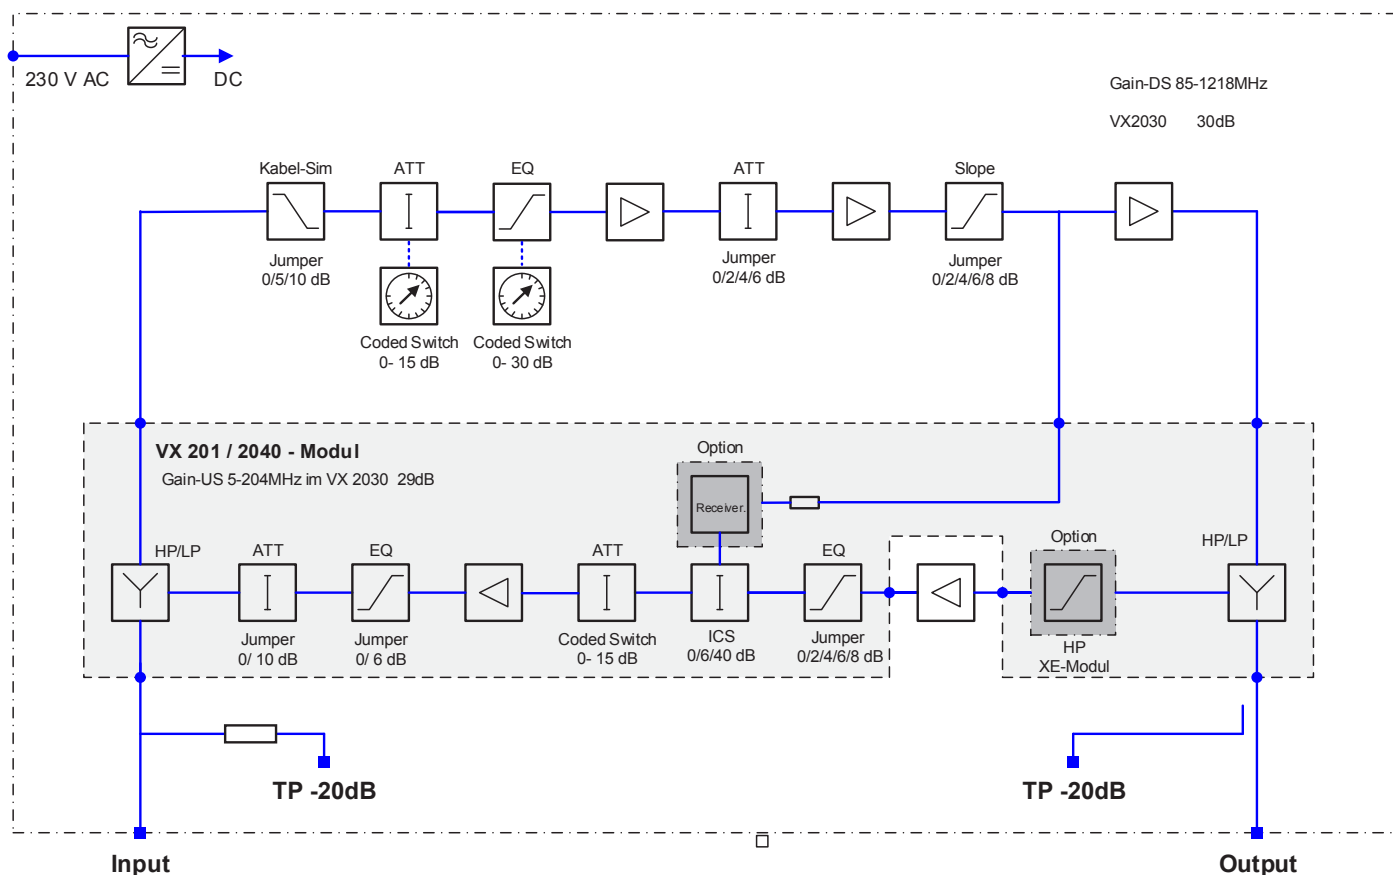 230 V AC
DC
Gain-DS 85-1218MHz
VX2030 30dB
Kabel-Sim
ATT
EQ
ATT
Slope
Jumper
0/5/10 dB
Jumper
0/2/4/6 dB
Jumper
0/2/4/6/8 dB
Coded Switch
0- 15 dB
Coded Switch
0- 30 dB
VX 201 / 2040 - Modul
Gain-US 5-204MHz im VX 2030 29dB
Option
Receiver.
HP/LP
ATT
EQ
ATT
EQ
Option
HP/LP
Jumper
0/ 10 dB
Jumper
0/ 6 dB
Coded Switch
0- 15 dB
ICS
0/6/40 dB
Jumper
0/2/4/6/8 dB
HP
XE-Modul
TP -20dB
TP -20dB
Input
Output